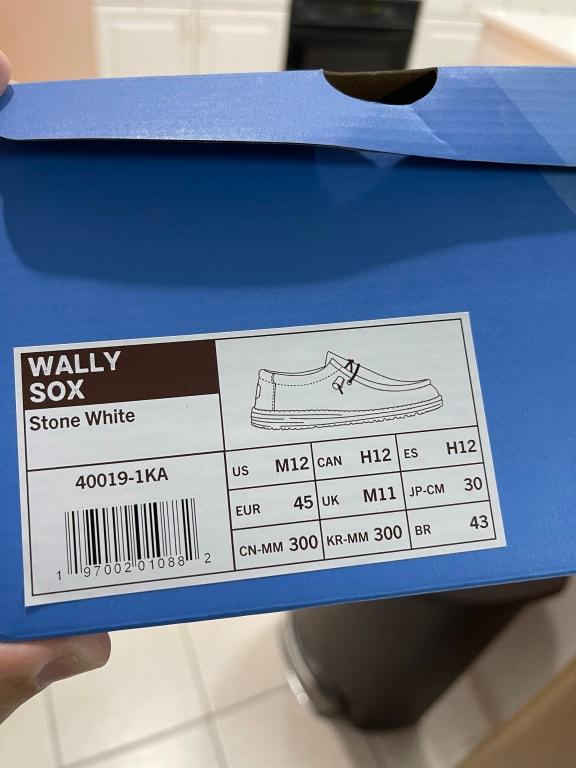 WALLY
SOX
Stone White
40019-1KA
1 97002 01088 2
US M12 CAN H12 ES H12
EUR 45 UK M11 JP-CM 30
CN-MM 300 KR-MM 300 BR 43